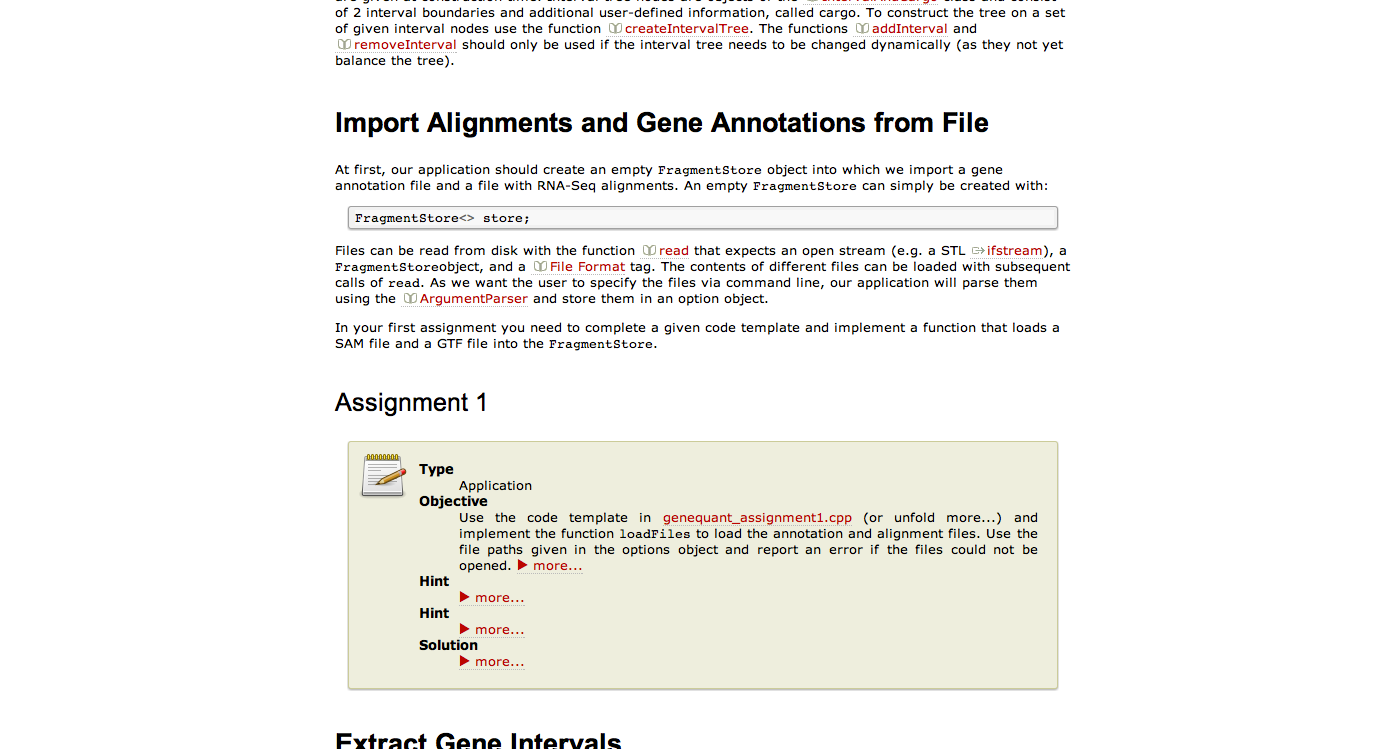 of 2 interval boundaries and additional user-defined information, called cargo. To construct the tree on a set
of given interval nodes use the function createIntervalTree. The functions addInterval and
removeInterval should only be used if the interval tree needs to be changed dynamically (as they not yet
balance the tree).
Import Alignments and Gene Annotations from File
At first, our application should create an empty FragmentStore object into which we import a gene
annotation file and a file with RNA-Seq alignments. An empty FragmentStore can simply be created with:
FragmentStore<> store;
Files can be read from disk with the function read that expects an open stream (e.g. a STL ifstream), a
FragmentStoreobject, and a File Format tag. The contents of different files can be loaded with subsequent
calls of read. As we want the user to specify the files via command line, our application will parse them
using the ArgumentParser and store them in an option object.
In your first assignment you need to complete a given code template and implement a function that loads a
SAM file and a GTF file into the FragmentStore.
Assignment 1
Type
Application
Objective
Use the code template in genequant_assignment1.cpp (or unfold more...) and
implement the function loadFiles to load the annotation and alignment files. Use the
file paths given in the options object and report an error if the files could not be
opened. ▶ more...
Hint
▶ more...
Hint
▶ more...
Solution
▶ more...
Extract Gene Intervals